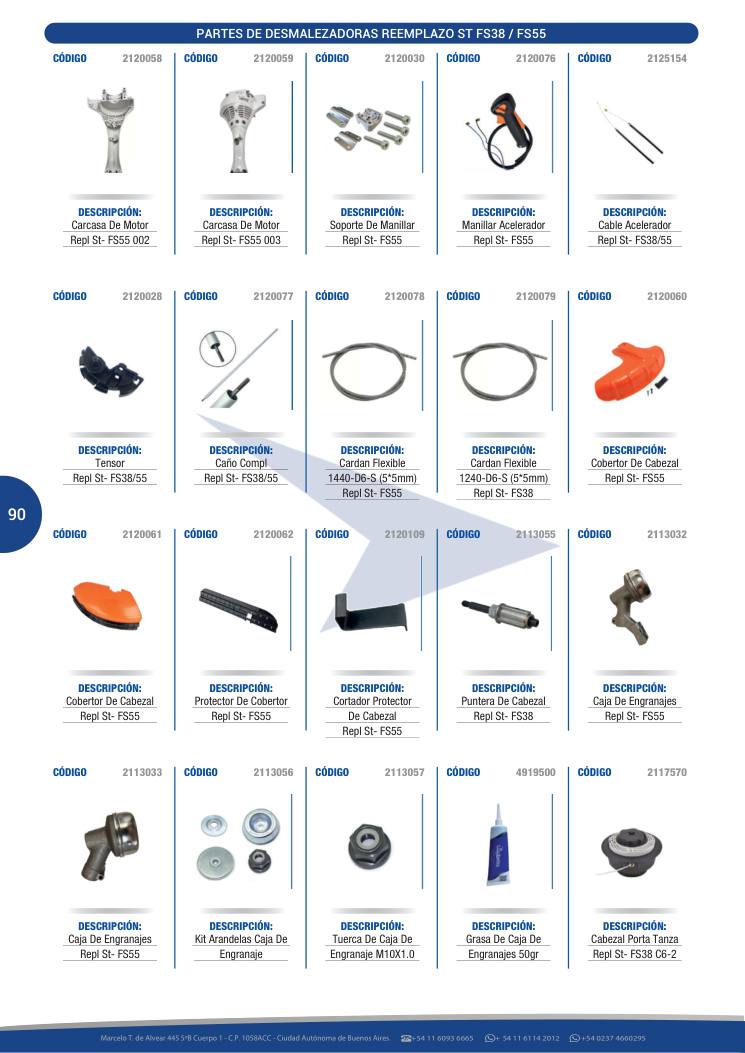 PARTES DE DESMALEZADORAS REEMPLAZO ST FS38 / FS55
CÓDIGO 2120058
DESCRIPCIÓN:
Carcasa De Motor
Repl St- FS55 002
CÓDIGO 2120059
DESCRIPCIÓN:
Carcasa De Motor
Repl St- FS55 003
CÓDIGO 2120030
DESCRIPCIÓN:
Soporte De Manillar
Repl St- FS55
CÓDIGO 2120076
DESCRIPCIÓN:
Manillar Acelerador
Repl St- FS55
CÓDIGO 2125154
DESCRIPCIÓN:
Cable Acelerador
Repl St- FS38/55
CÓDIGO 2120028
DESCRIPCIÓN:
Tensor
Repl St- FS38/55
CÓDIGO 2120077
DESCRIPCIÓN:
Caño Compl
Repl St- FS38/55
CÓDIGO 2120078
DESCRIPCIÓN:
Cardan Flexible
1440-D6-S (5*5mm)
Repl St- FS55
CÓDIGO 2120079
DESCRIPCIÓN:
Cardan Flexible
1240-D6-S (5*5mm)
Repl St- FS38
CÓDIGO 2120060
DESCRIPCIÓN:
Cobertor De Cabezal
Repl St- FS55
90
CÓDIGO 2120061
DESCRIPCIÓN:
Cobertor De Cabezal
Repl St- FS55
CÓDIGO 2120062
DESCRIPCIÓN:
Protector De Cobertor
Repl St- FS55
CÓDIGO 2120109
DESCRIPCIÓN:
Cortador Protector
De Cabezal
Repl St- FS55
CÓDIGO 2113055
DESCRIPCIÓN:
Puntera De Cabezal
Repl St- FS38
CÓDIGO 2113032
DESCRIPCIÓN:
Caja De Engranajes
Repl St- FS55
CÓDIGO 2113033
DESCRIPCIÓN:
Caja De Engranajes
Repl St- FS55
CÓDIGO 2113056
DESCRIPCIÓN:
Kit Arandelas Caja De
Engranaje
CÓDIGO 2113057
DESCRIPCIÓN:
Tuerca De Caja De
Engranaje M10X1.0
CÓDIGO 4919500
DESCRIPCIÓN:
Grasa De Caja De
Engranajes 50gr
CÓDIGO 2117570
DESCRIPCIÓN:
Cabezal Porta Tanza
Repl St- FS38 C6-2
Marcelo T. de Alvear 445 5ºB Cuerpo 1 - C.P. 1058ACC - Ciudad Autónoma de Buenos Aires. +54 11 6093 6665 + 54 11 6114 2012 +54 0237 4660295